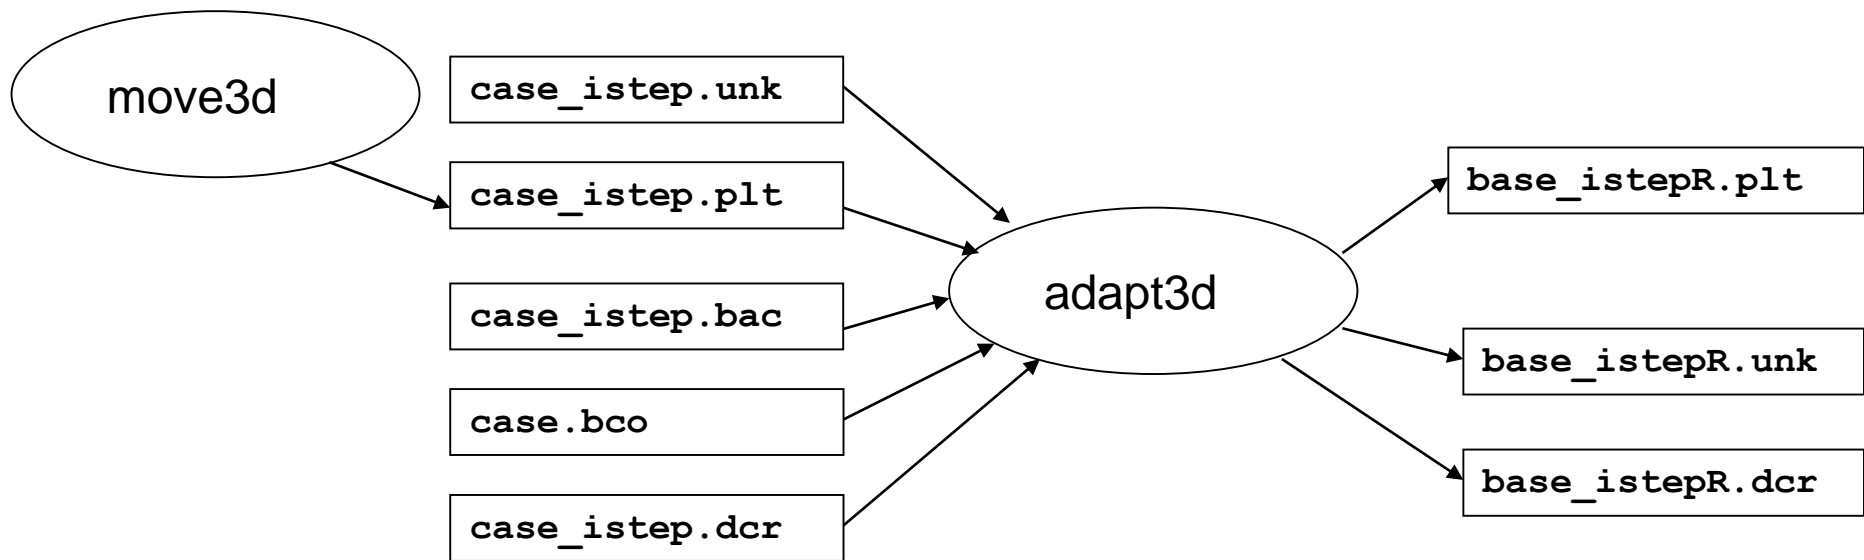 move3d
case_istep.unk
case_istep.plt
case_istep.bac
case.bco
case_istep.dcr
adapt3d
base_istepR.plt
base_istepR.unk
base_istepR.dcr